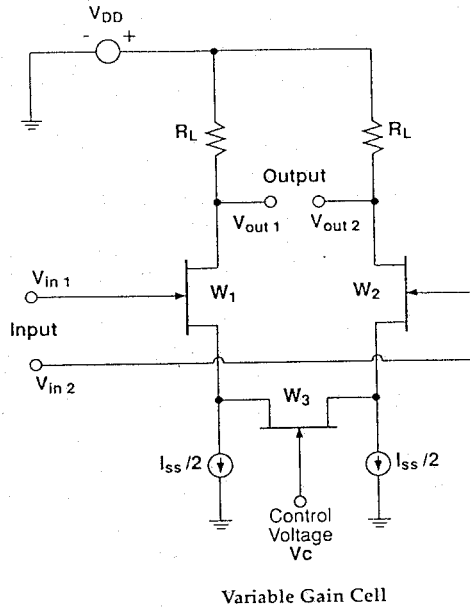 VDD
- +
RL
RL
Output
Vout 1
Vout 2
Vin 1
W1
W2
Input
Vin 2
W3
Iss/2
Iss/2
Control
Voltage
Vc
Variable Gain Cell